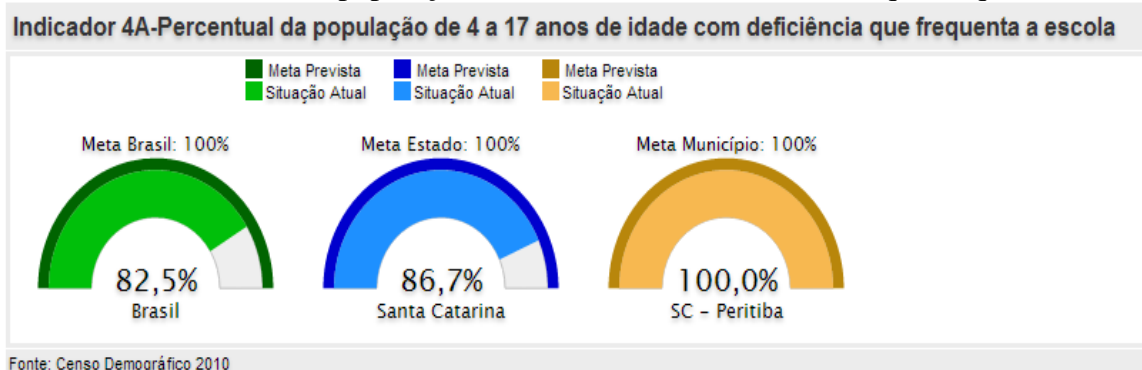 Indicador 4A-Percentual da população de 4 a 17 anos de idade com deficiência que frequenta a escola
Meta Prevista Meta Prevista Meta Prevista
Situação Atual Situação Atual Situação Atual
Meta Brasil: 100% Meta Estado: 100% Meta Município: 100%
82,5% 86,7% 100,0%
Brasil Santa Catarina SC – Peritiba
Fonte: Censo Demográfico 2010